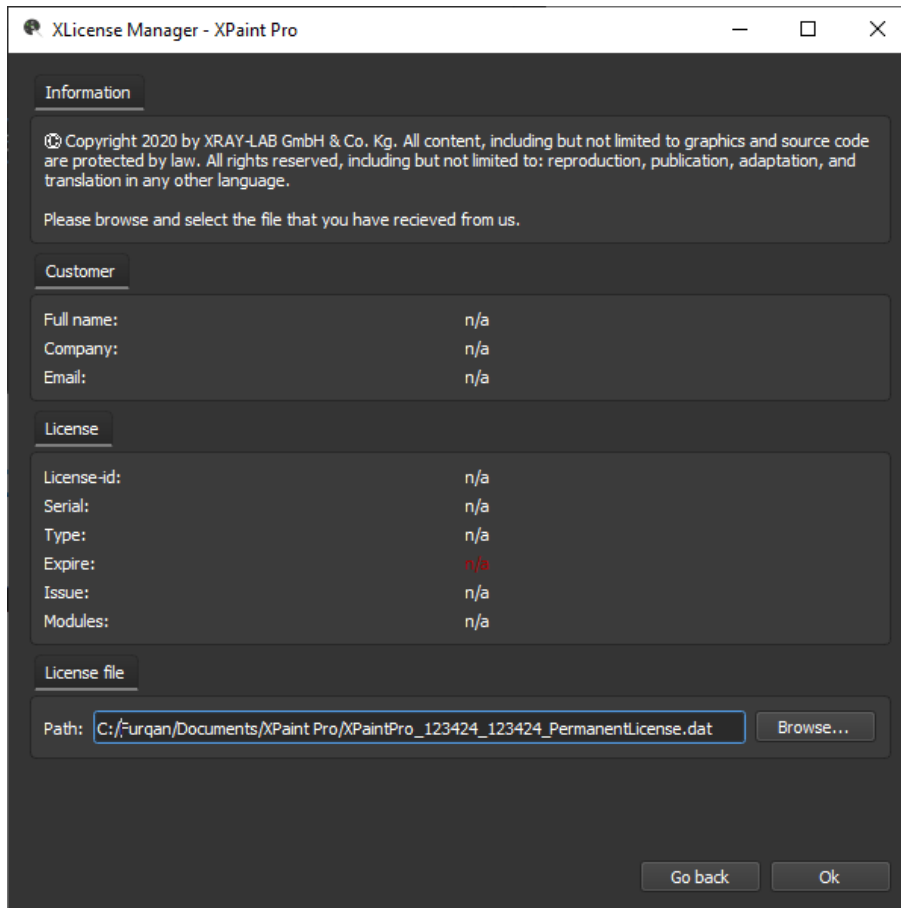 XLicense Manager - XPaint Pro
Information
© Copyright 2020 by XRAY-LAB GmbH & Co. Kg. All content, including but not limited to graphics and source code
are protected by law. All rights reserved, including but not limited to: reproduction, publication, adaptation, and
translation in any other language.
Please browse and select the file that you have recieved from us.
Customer
Full name: n/a
Company: n/a
Email: n/a
License
License-id: n/a
Serial: n/a
Type: n/a
Expire: n/a
Issue: n/a
Modules: n/a
License file
Path: C:/Furqan/Documents/XPaint Pro/XPaintPro_123424_123424_PermanentLicense.dat Browse...
Go back Ok